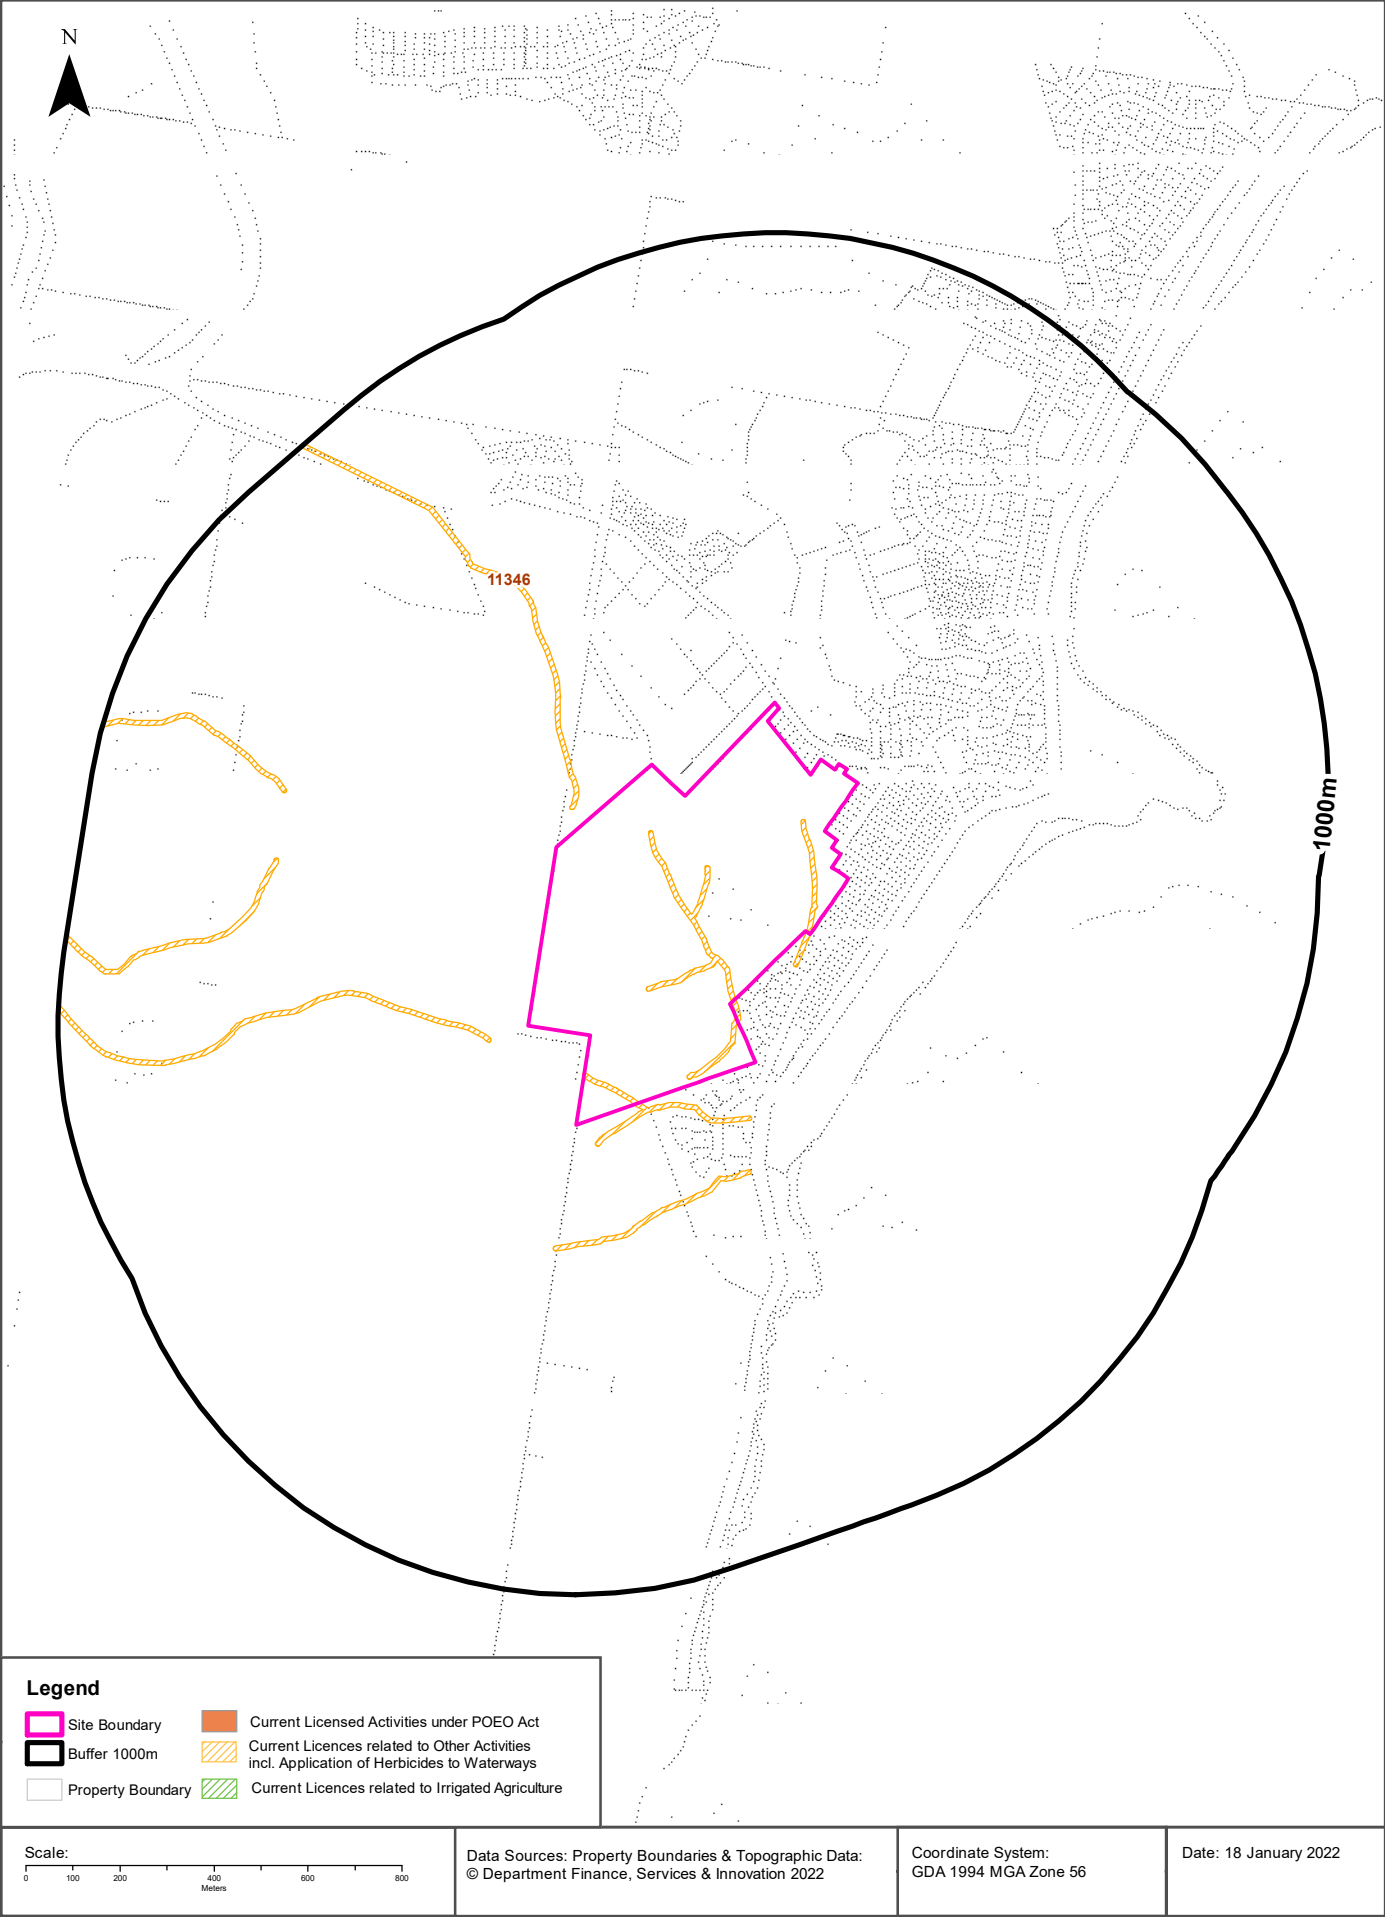 N
11346
1000m
Legend
Site Boundary
Buffer 1000m
Property Boundary
Current Licensed Activities under POEO Act
Current Licences related to Other Activities
incl. Application of Herbicides to Waterways
Current Licences related to Irrigated Agriculture
Scale:
0 100 200 400 600 800
Meters
Data Sources: Property Boundaries & Topographic Data:
© Department Finance, Services & Innovation 2022
Coordinate System:
GDA 1994 MGA Zone 56
Date: 18 January 2022